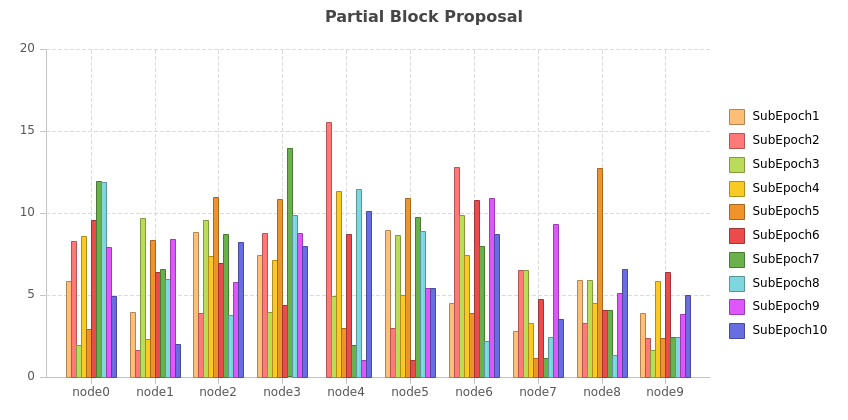 Partial Block Proposal
20
15
10
5
0
node0 node1 node2 node3 node4 node5 node6 node7 node8 node9
SubEpoch1
SubEpoch2
SubEpoch3
SubEpoch4
SubEpoch5
SubEpoch6
SubEpoch7
SubEpoch8
SubEpoch9
SubEpoch10